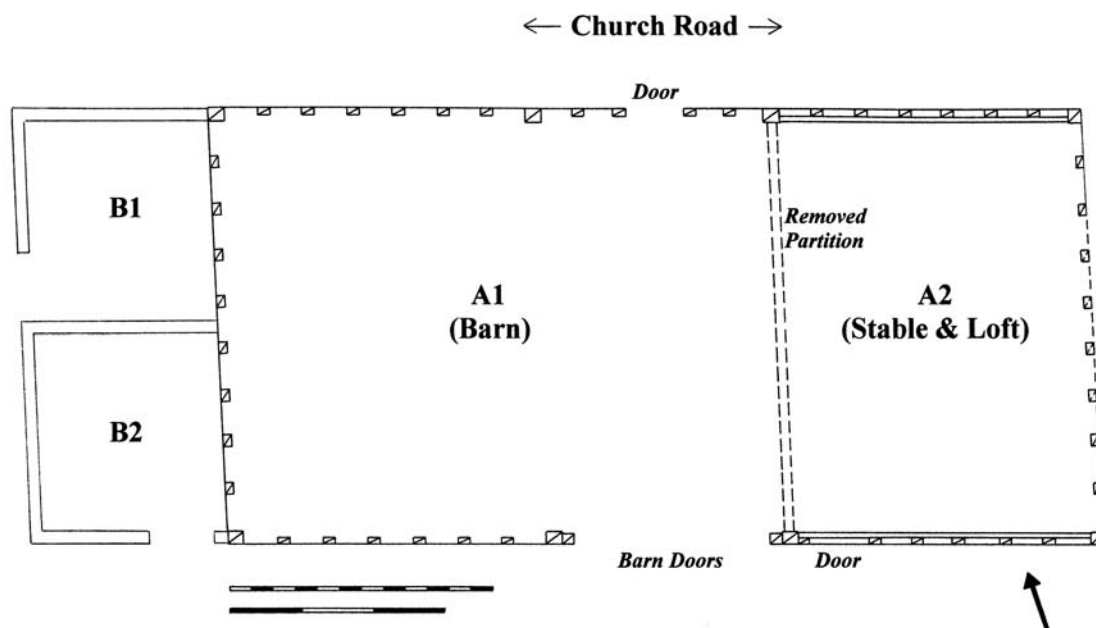 ← Church Road →
Door
B1
Removed
Partition
A1
(Barn)
A2
(Stable & Loft)
B2
Barn Doors
Door